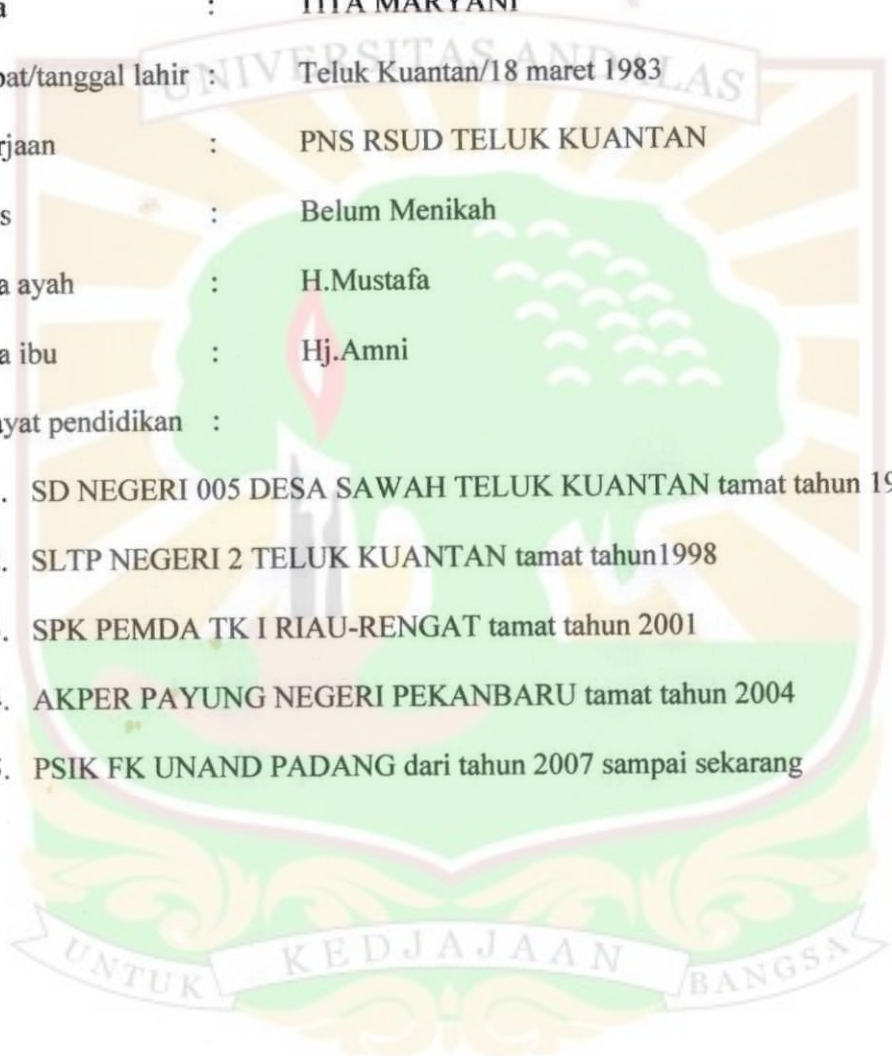 a : TITA MARYANI
UNIVERSITAS ANDALAS
pat/tanggal lahir : Teluk Kuantan/18 maret 1983
rjaan : PNS RSUD TELUK KUANTAN
s : Belum Menikah
a ayah : H.Mustafa
a ibu : Hj.Amni
ayat pendidikan :
. SD NEGERI 005 DESA SAWAH TELUK KUANTAN tamat tahun 19
. SLTP NEGERI 2 TELUK KUANTAN tamat tahun1998
. SPK PEMDA TK I RIAU-RENGAT tamat tahun 2001
. AKPER PAYUNG NEGERI PEKANBARU tamat tahun 2004
5. PSIK FK UNAND PADANG dari tahun 2007 sampai sekarang
UNTUK KEDJAJAAN BANGSA